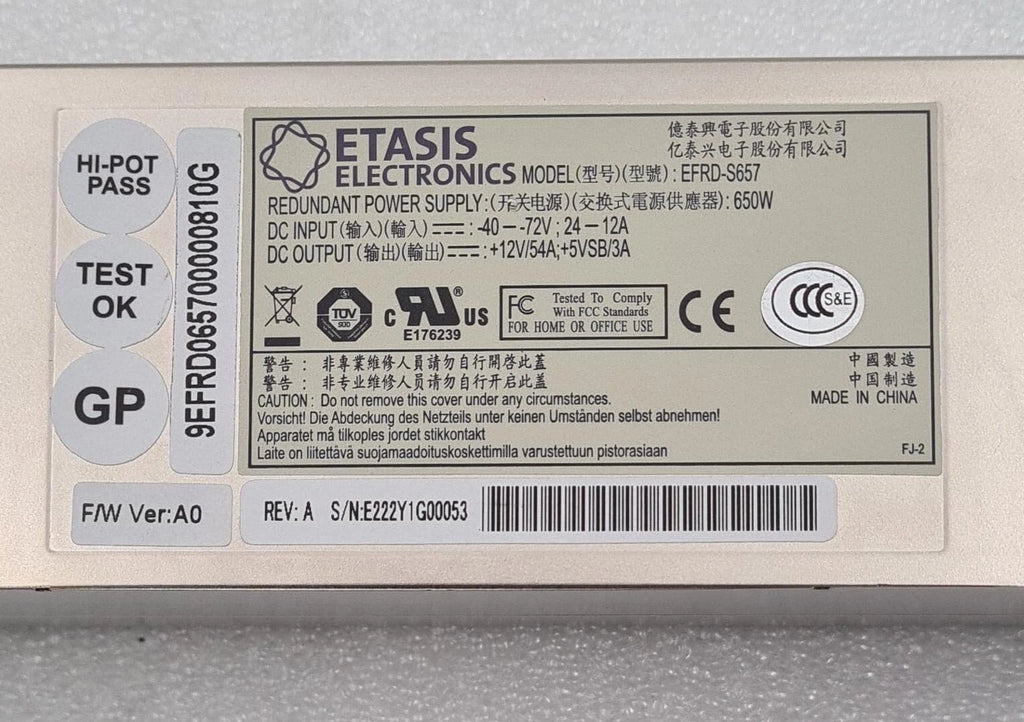 HI-POT
PASS
TEST
OK
GP
9EFRD0657000000810G
ETASIS
ELECTRONICS
億泰興電子股份有限公司
亿泰兴电子股份有限公司
MODEL(型号)(型號) : EFRD-S657
REDUNDANT POWER SUPPLY:(开关电源)(交換式電源供應器) : 650W
DC INPUT (输入)(輸入) : -40 – -72V ; 24 – 12A
DC OUTPUT (输出)(輸出) : +12V/54A;+5VSB/3A
TÜV
c RU® US
E176239
FC Tested To Comply
With FCC Standards
FOR HOME OR OFFICE USE
CE
CCC S&E
警告 : 非專業維修人員請勿自行開啓此蓋
警告 : 非专业维修人员请勿自行开启此盖
CAUTION : Do not remove this cover under any circumstances.
Vorsicht! Die Abdeckung des Netzteils unter keinen Umständen selbst abnehmen!
Apparatet må tilkoples jordet stikkontakt
Laite on liitettävä suojamaadoituskoskettimilla varustettuun pistorasiaan
中國製造
中国制造
MADE IN CHINA
FJ-2
F/W Ver:A0
REV: A S/N:E222Y1G00053